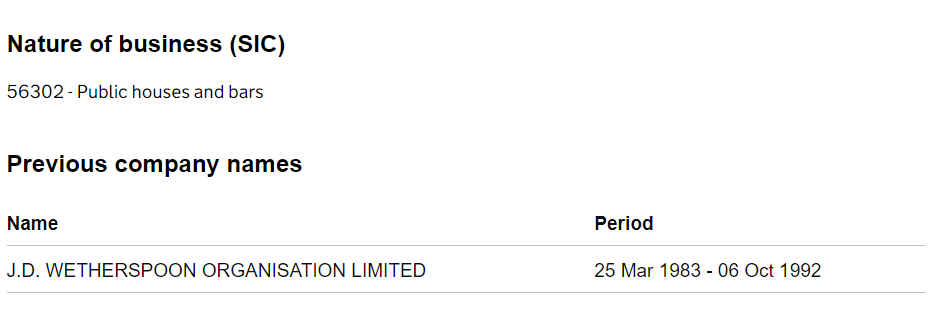 Nature of business (SIC)
56302 - Public houses and bars
Previous company names
Name Period
J.D. WETHERSPOON ORGANISATION LIMITED 25 Mar 1983 - 06 Oct 1992